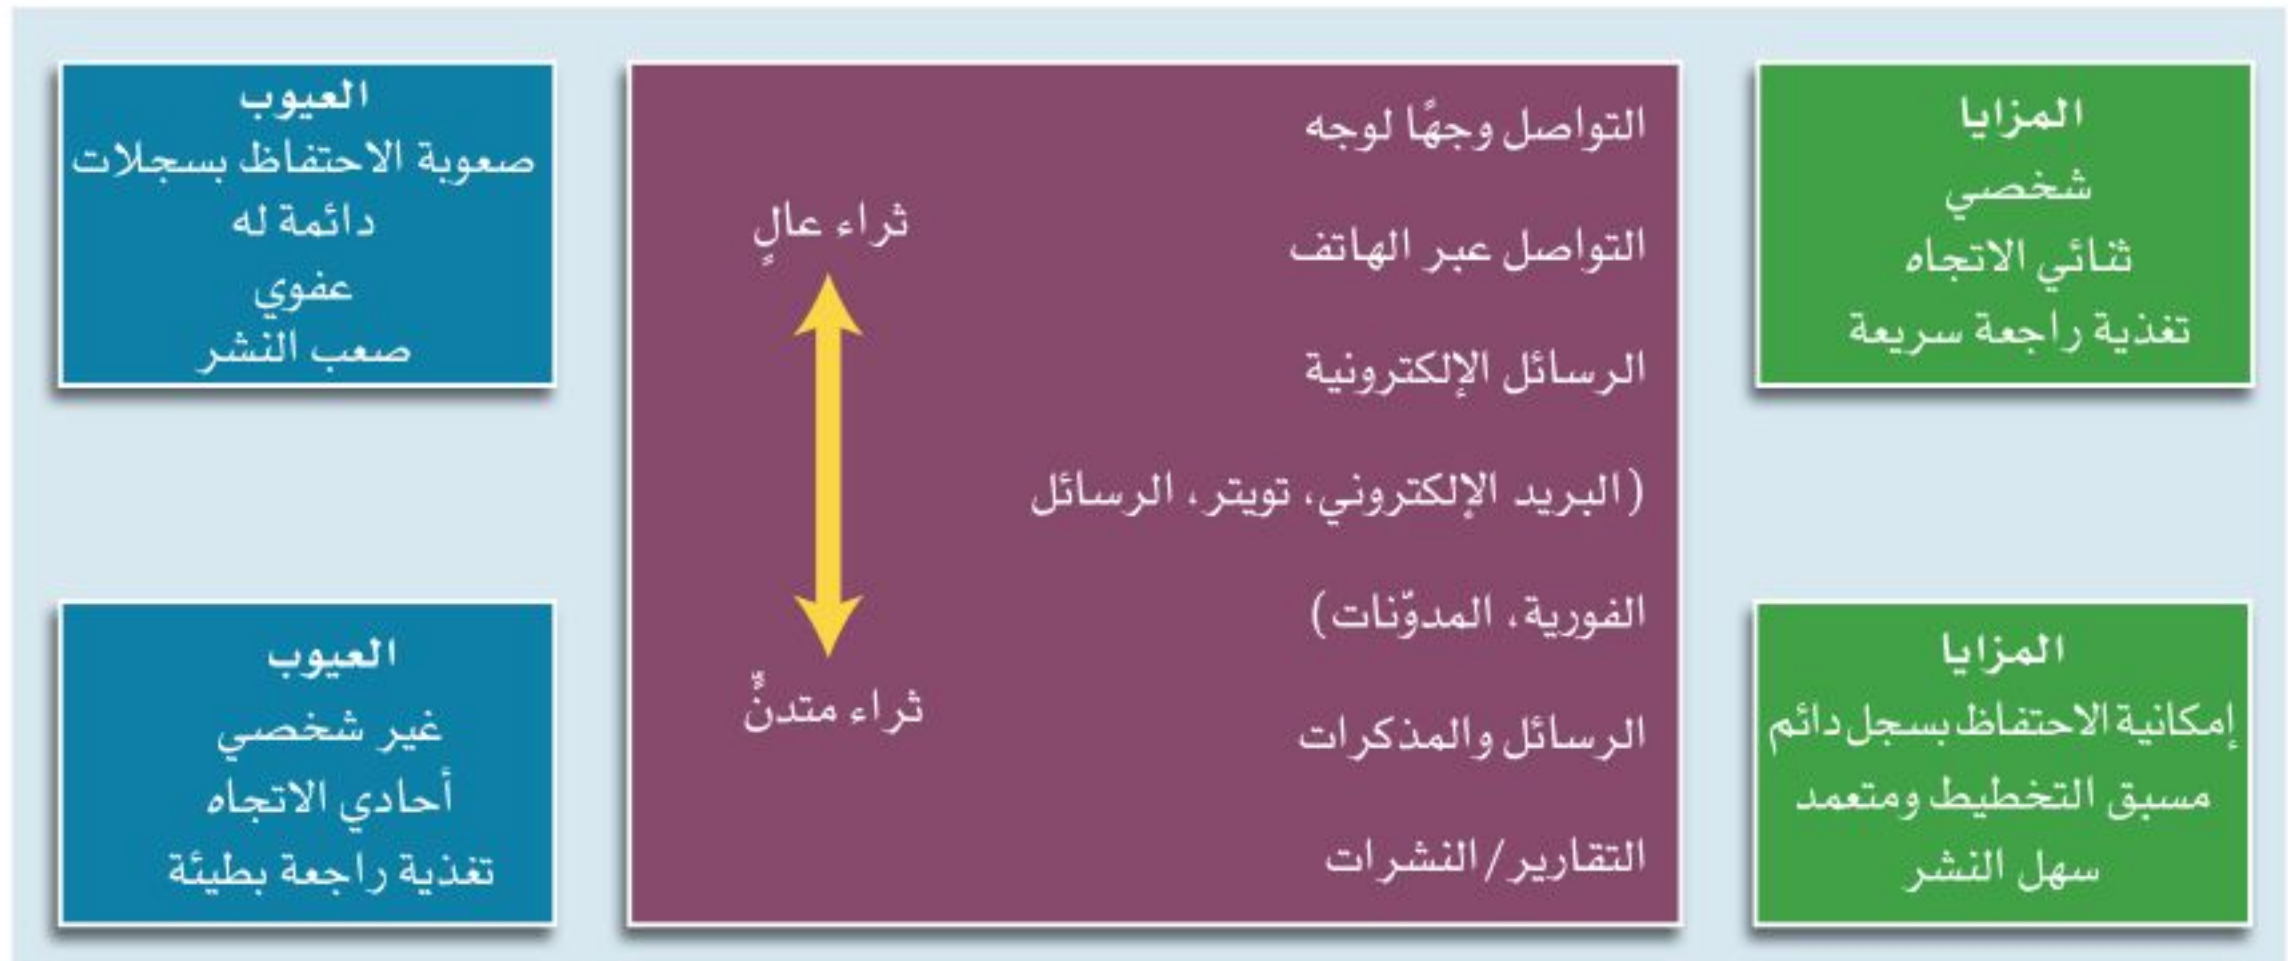 المزايا
شخصي
ثنائي الاتجاه
تغذية راجعة سريعة
التواصل وجهًا لوجه
التواصل عبر الهاتف
الرسائل الإلكترونية
(البريد الإلكتروني، تويتر، الرسائل
الفورية، المدوّنات)
الرسائل والمذكرات
التقارير/النشرات
ثراء عالٍ
ثراء متدنٍّ
العيوب
صعوبة الاحتفاظ بسجلات
دائمة له
عفوي
صعب النشر
المزايا
إمكانية الاحتفاظ بسجل دائم
مسبق التخطيط ومتعمد
سهل النشر
العيوب
غير شخصي
أحادي الاتجاه
تغذية راجعة بطيئة